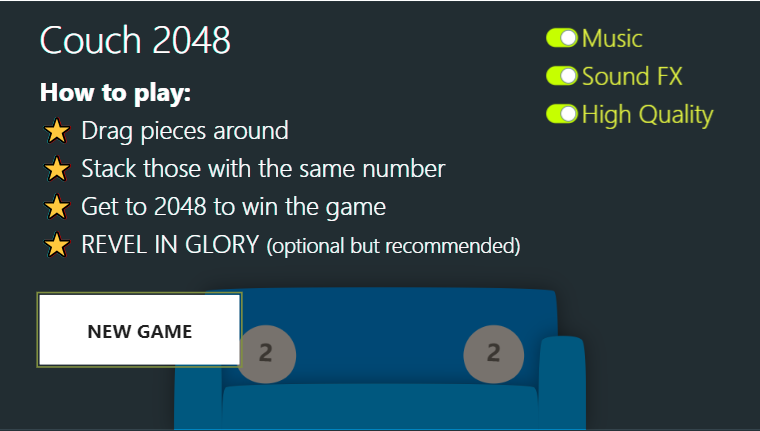 Couch 2048
How to play:
Drag pieces around
Stack those with the same number
Get to 2048 to win the game
REVEL IN GLORY (optional but recommended)
Music
Sound FX
High Quality
NEW GAME
2
2